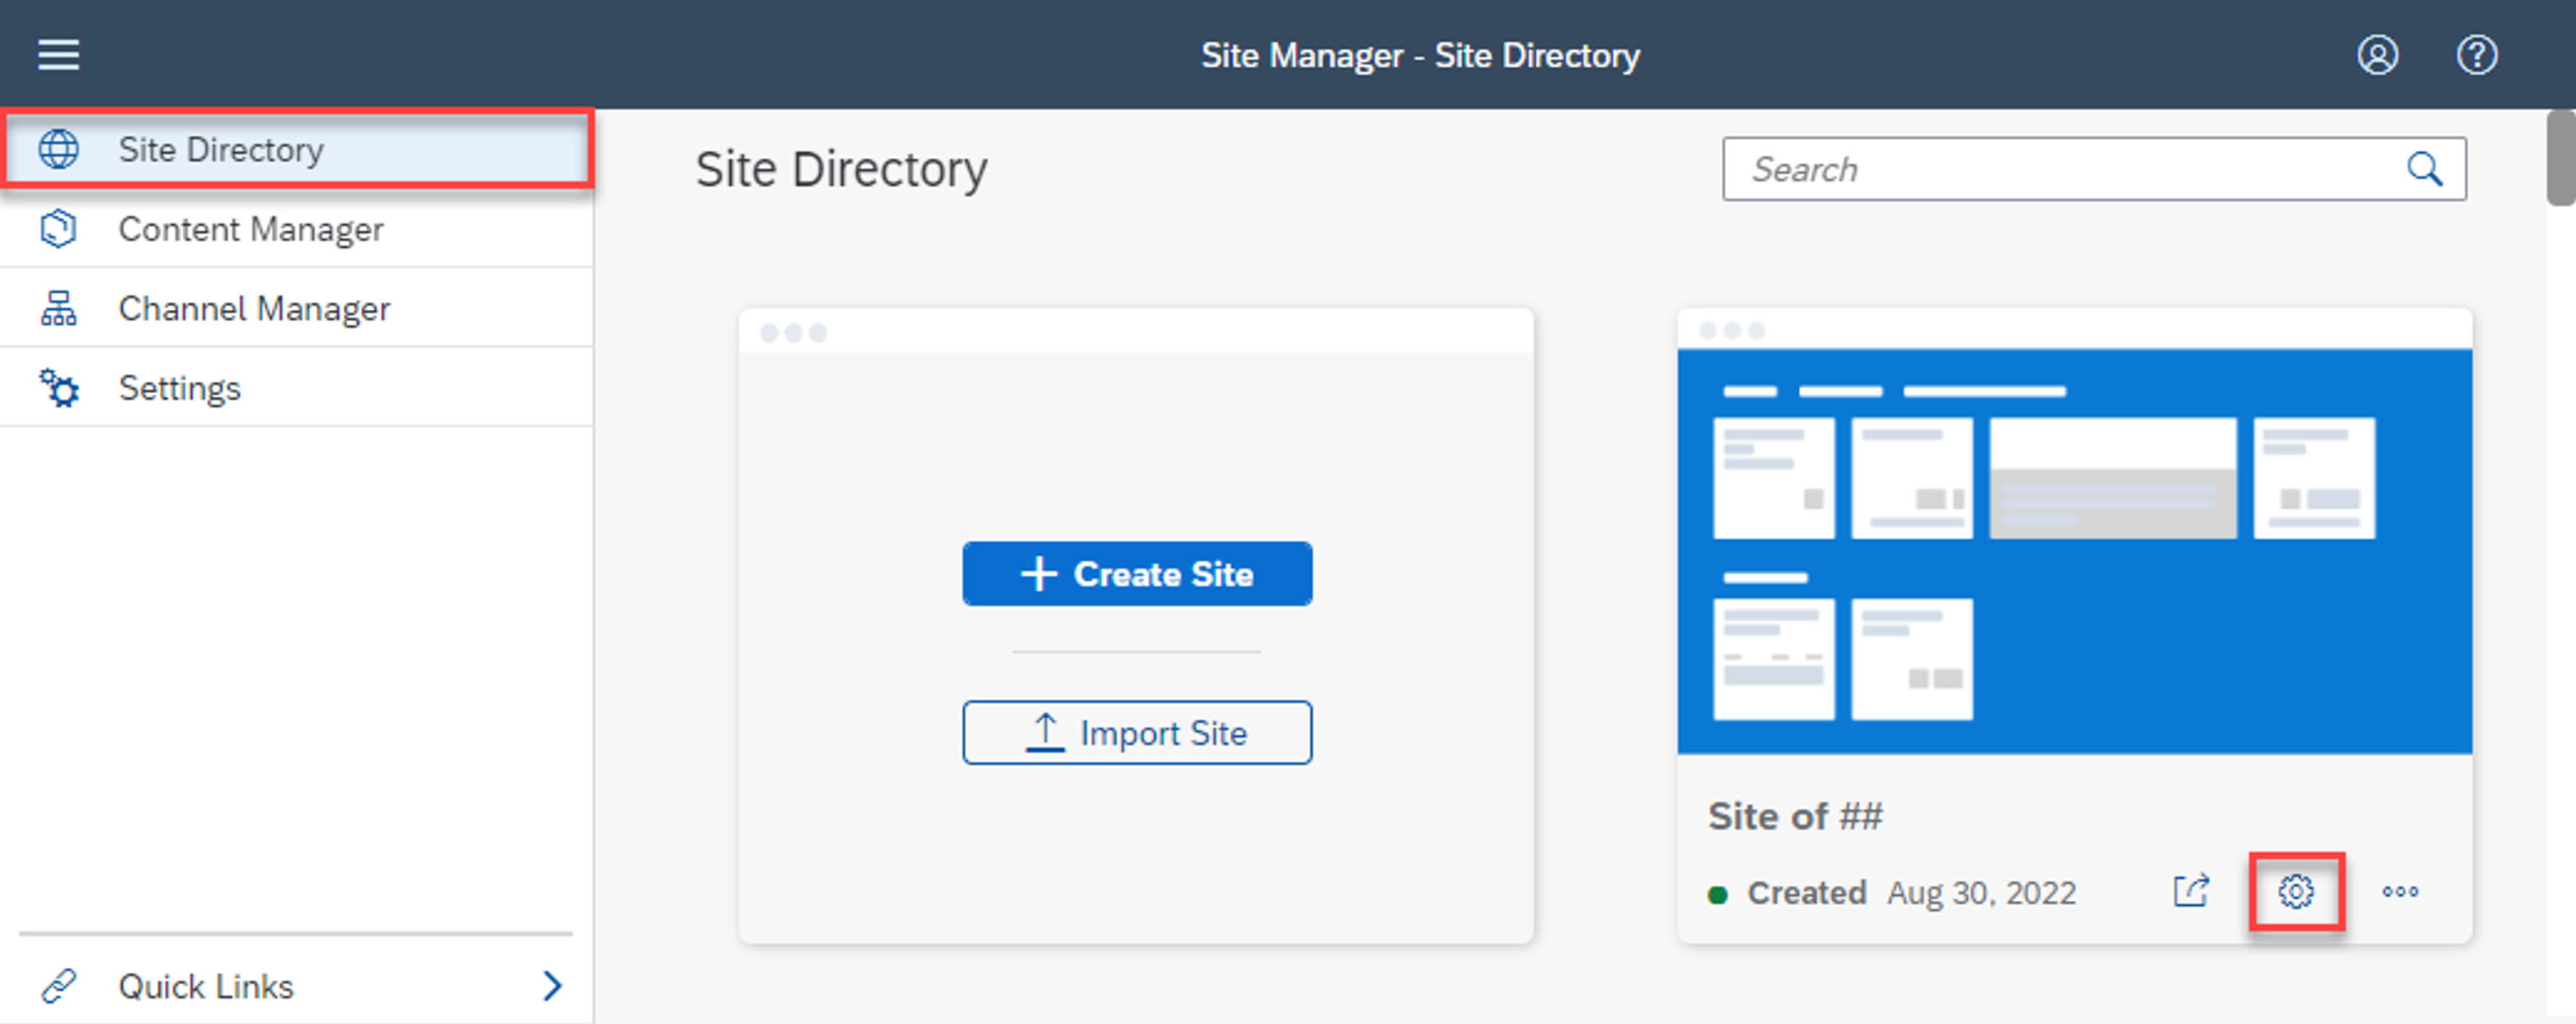 Site Manager - Site Directory
Site Directory
Content Manager
Channel Manager
Settings
Quick Links
Site Directory
Search
Create Site
Import Site
Site of ##
Created Aug 30, 2022